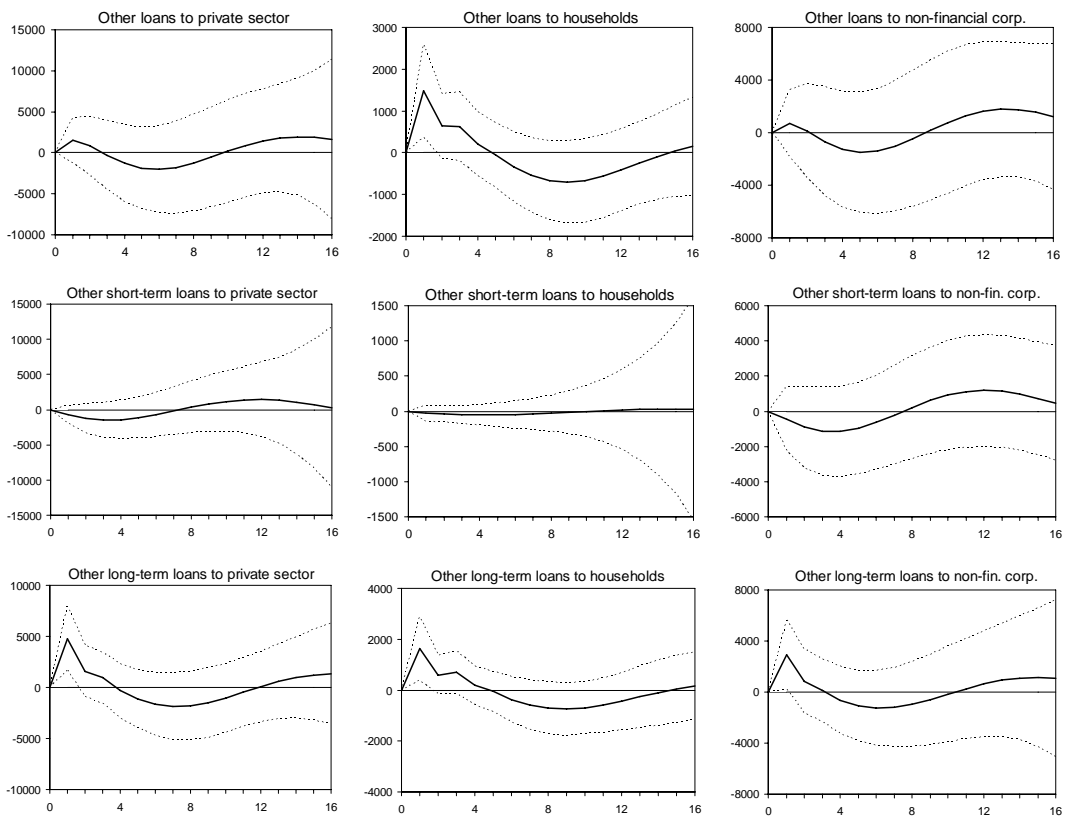 Other loans to private sector
15000
10000
5000
0
-5000
-10000
0 4 8 12 16
Other loans to households
3000
2000
1000
0
-1000
-2000
0 4 8 12 16
Other loans to non-financial corp.
8000
4000
0
-4000
-8000
0 4 8 12 16
Other short-term loans to private sector
15000
10000
5000
0
-5000
-10000
-15000
0 4 8 12 16
Other short-term loans to households
1500
1000
500
0
-500
-1000
-1500
0 4 8 12 16
Other short-term loans to non-fin. corp.
6000
4000
2000
0
-2000
-4000
-6000
0 4 8 12 16
Other long-term loans to private sector
10000
5000
0
-5000
-10000
0 4 8 12 16
Other long-term loans to households
4000
2000
0
-2000
-4000
0 4 8 12 16
Other long-term loans to non-fin. corp.
8000
4000
0
-4000
-8000
0 4 8 12 16